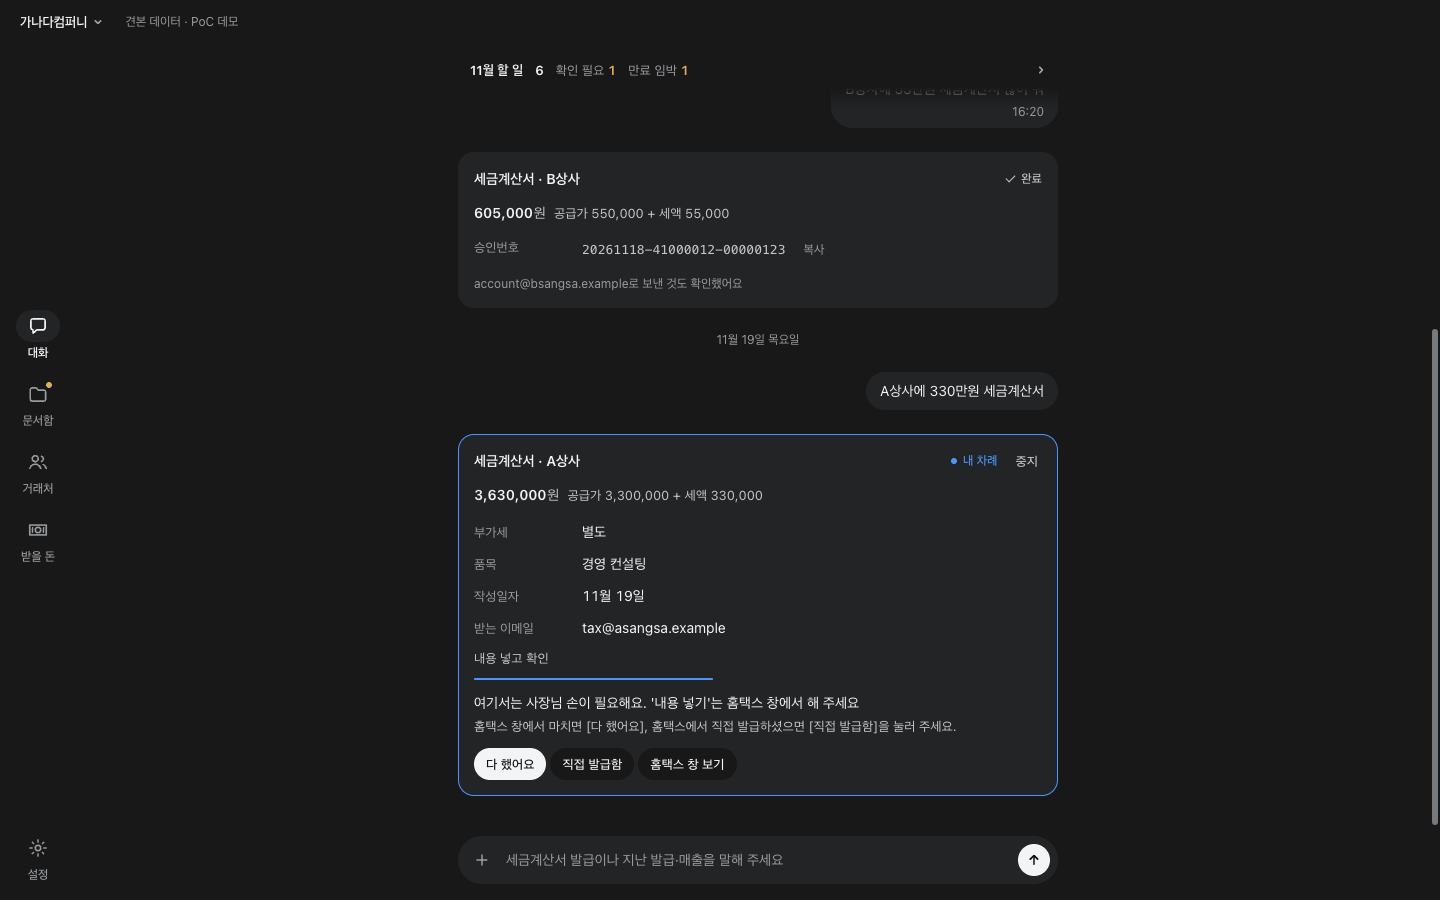 가나다컴퍼니
견본 데이터 · PoC 데모
11월 할 일 6 확인 필요 1 만료 임박 1
16:20
세금계산서 · B상사
완료
605,000원 공급가 550,000 + 세액 55,000
승인번호 20261118-41000012-00000123 복사
account@bsangsa.example로 보낸 것도 확인했어요
11월 19일 목요일
A상사에 330만원 세금계산서
세금계산서 · A상사
내 차례 중지
3,630,000원 공급가 3,300,000 + 세액 330,000
부가세 별도
품목 경영 컨설팅
작성일자 11월 19일
받는 이메일 tax@asangsa.example
내용 넣고 확인
여기서는 사장님 손이 필요해요. '내용 넣기'는 홈택스 창에서 해 주세요
홈택스 창에서 마치면 [다 했어요], 홈택스에서 직접 발급하셨으면 [직접 발급함]을 눌러 주세요.
다 했어요 직접 발급함 홈택스 창 보기
세금계산서 발급이나 지난 발급·매출을 말해 주세요
대화
문서함
거래처
받을 돈
설정